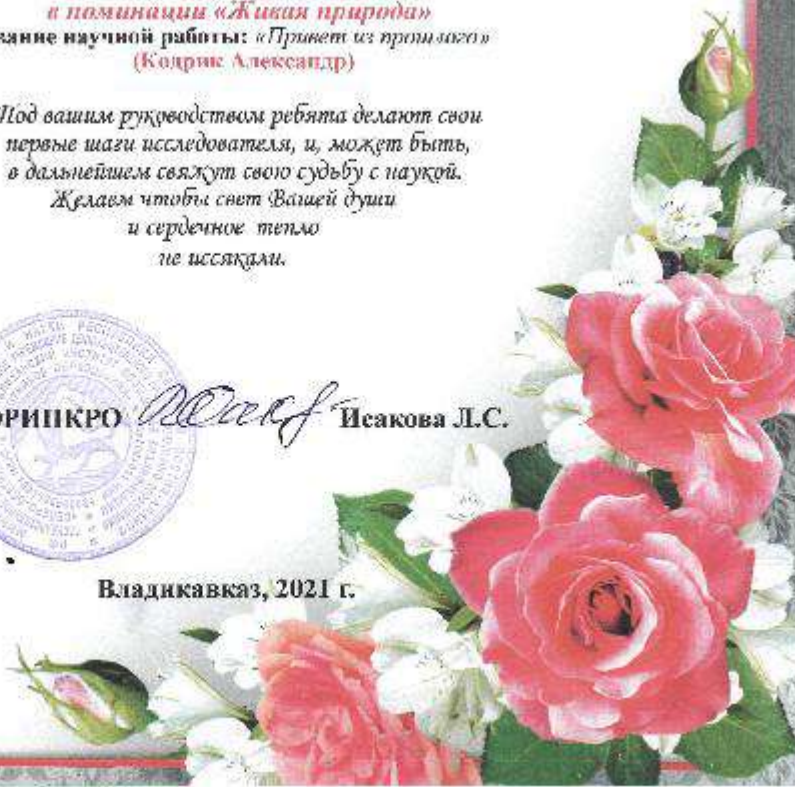 в номинации «Живая природа»
вание научной работы: «Привет из прошлого»
(Кодрик Александр)
Под вашим руководством ребята делают свои
первые шаги исследователя, и, может быть,
в дальнейшем свяжут свою судьбу с наукой.
Желаем чтобы свет Вашей души
и сердечное тепло
не иссякали.
РИПКРО Исакова Л.С.
Владикавказ, 2021 г.